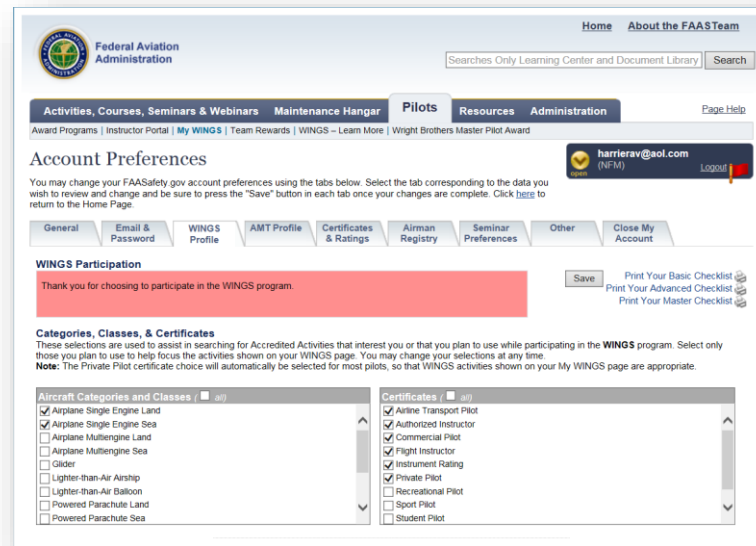 Home About the FAASTeam
Federal Aviation
Administration
Searches Only Learning Center and Document Library Search
Activities, Courses, Seminars & Webinars Maintenance Hangar Pilots Resources Administration Page Help
Award Programs | Instructor Portal | My WINGS | Team Rewards | WINGS – Learn More | Wright Brothers Master Pilot Award
Account Preferences
harrierav@aol.com
(NFM)
Logout
open
You may change your FAASafety.gov account preferences using the tabs below. Select the tab corresponding to the data you
wish to review and change and be sure to press the "Save" button in each tab once your changes are complete. Click here to
return to the Home Page.
General Email & Password WINGS Profile AMT Profile Certificates & Ratings Airman Registry Seminar Preferences Other Close My Account
WINGS Participation
Thank you for choosing to participate in the WINGS program.
Save
Print Your Basic Checklist
Print Your Advanced Checklist
Print Your Master Checklist
Categories, Classes, & Certificates
These selections are used to assist in searching for Accredited Activities that interest you or that you plan to use while participating in the WINGS program. Select only
those you plan to use to help focus the activities shown on your WINGS page. You may change your selections at any time.
Note: The Private Pilot certificate choice will automatically be selected for most pilots, so that WINGS activities shown on your My WINGS page are appropriate.
Aircraft Categories and Classes ( all)
Airplane Single Engine Land
Airplane Single Engine Sea
Airplane Multiengine Land
Airplane Multiengine Sea
Glider
Lighter-than-Air Airship
Lighter-than-Air Balloon
Powered Parachute Land
Powered Parachute Sea
Certificates ( all)
Airline Transport Pilot
Authorized Instructor
Commercial Pilot
Flight Instructor
Instrument Rating
Private Pilot
Recreational Pilot
Sport Pilot
Student Pilot